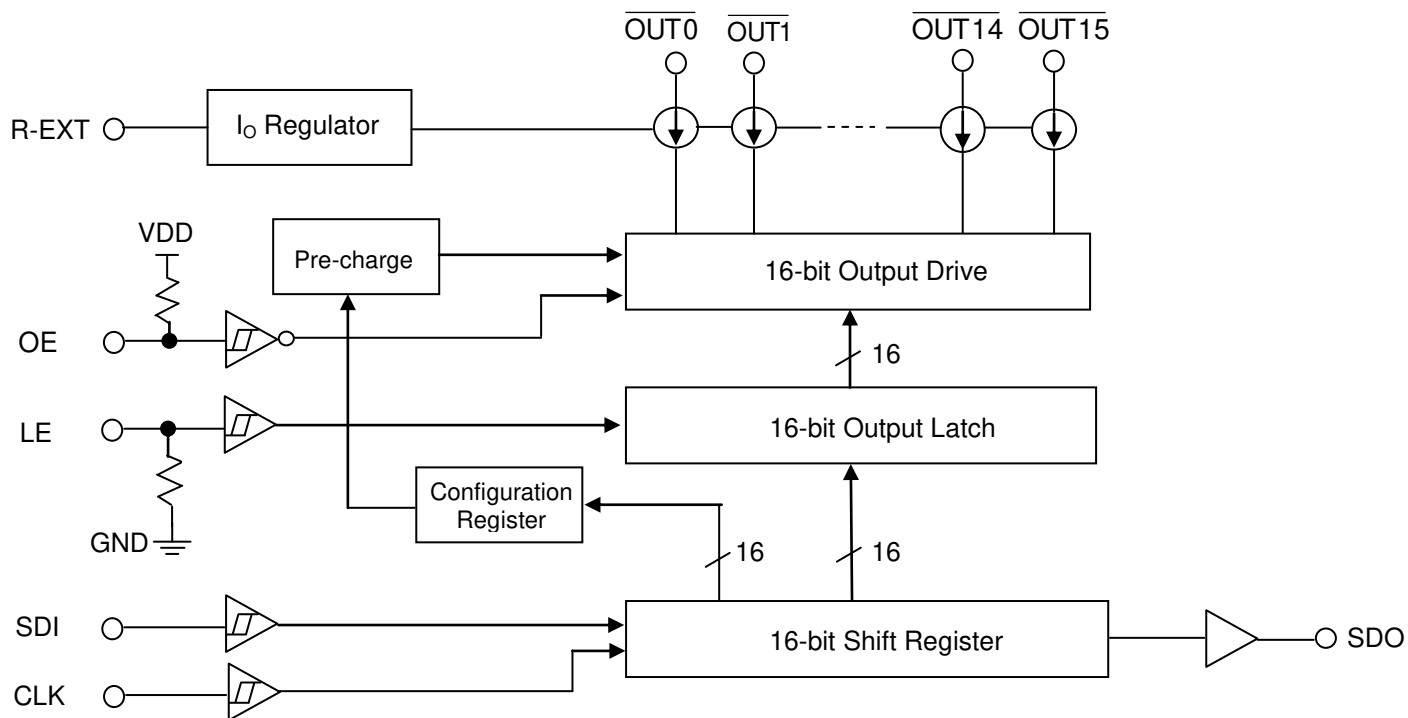 OUT0 OUT1 OUT14 OUT15
R-EXT
IO Regulator
VDD
Pre-charge
16-bit Output Drive
OE
16
LE
16-bit Output Latch
Configuration
Register
GND
16
16
SDI
16-bit Shift Register
SDO
CLK